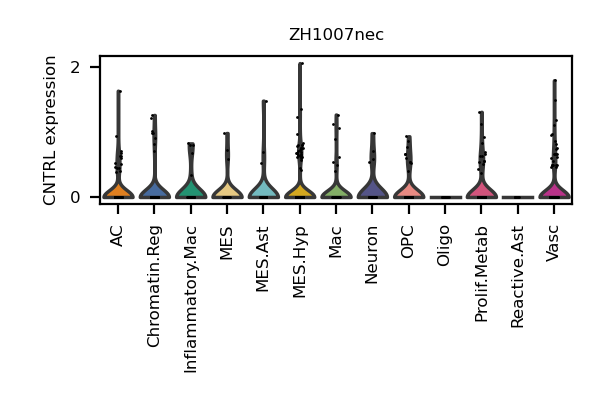 ZH1007nec
CNTRL expression
2
0
AC
Chromatin.Reg
Inflammatory.Mac
MES
MES.Ast
MES.Hyp
Mac
Neuron
OPC
Oligo
Prolif.Metab
Reactive.Ast
Vasc